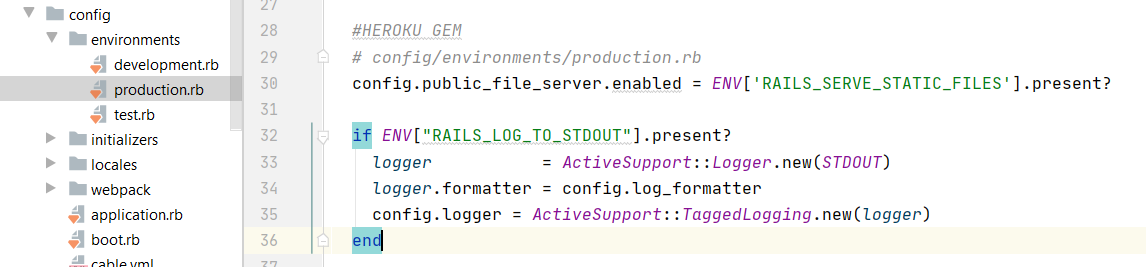 config
environments
development.rb
production.rb
test.rb
initializers
locales
webpack
application.rb
boot.rb
cable.yml
27
28 #HEROKU GEM
29 # config/environments/production.rb
30 config.public_file_server.enabled = ENV['RAILS_SERVE_STATIC_FILES'].present?
31
32 if ENV["RAILS_LOG_TO_STDOUT"].present?
33 logger = ActiveSupport::Logger.new(STDOUT)
34 logger.formatter = config.log_formatter
35 config.logger = ActiveSupport::TaggedLogging.new(logger)
36 end
37